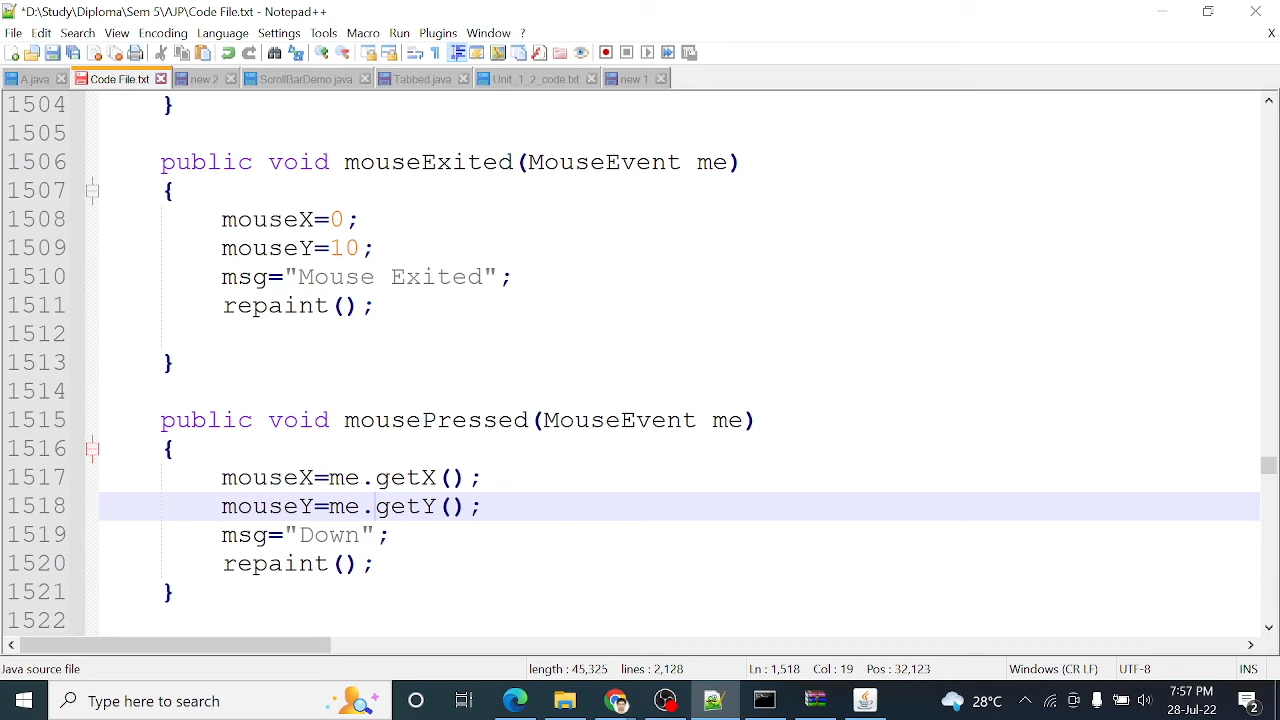 *D:\Study\Diploma\Sem 5\AJP\Code File.txt - Notepad++
File Edit Search View Encoding Language Settings Tools Macro Run Plugins Window ? X
A.java Code File.txt new 2 ScrollBarDemo.java Tabbed.java Unit_1_2_code.txt new 1
1504 }
1505
1506 public void mouseExited(MouseEvent me)
1507 {
1508 mouseX=0;
1509 mouseY=10;
1510 msg="Mouse Exited";
1511 repaint();
1512
1513 }
1514
1515 public void mousePressed(MouseEvent me)
1516 {
1517 mouseX=me.getX();
1518 mouseY=me.getY();
1519 msg="Down";
1520 repaint();
1521 }
1522
Java source file length : 45,325 lines : 2,128 Ln : 1,518 Col : 19 Pos : 32,123 Windows (CR LF) UTF-8 INS
Type here to search 28°C 7:57 PM
28-Jul-22 2